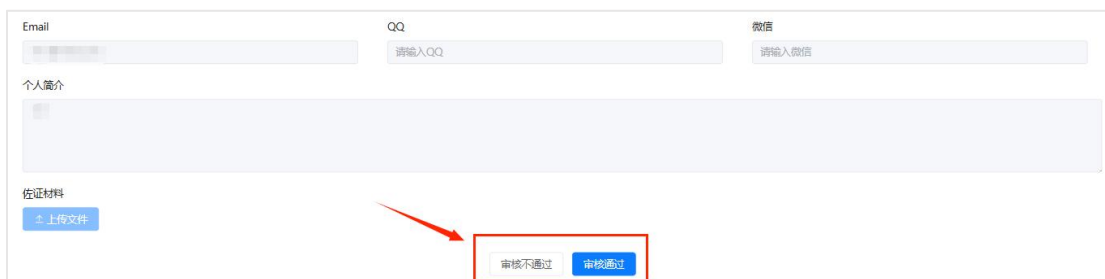 Email QQ 微信
请输入QQ 请输入微信
个人简介
佐证材料
上传文件
审核不通过 审核通过